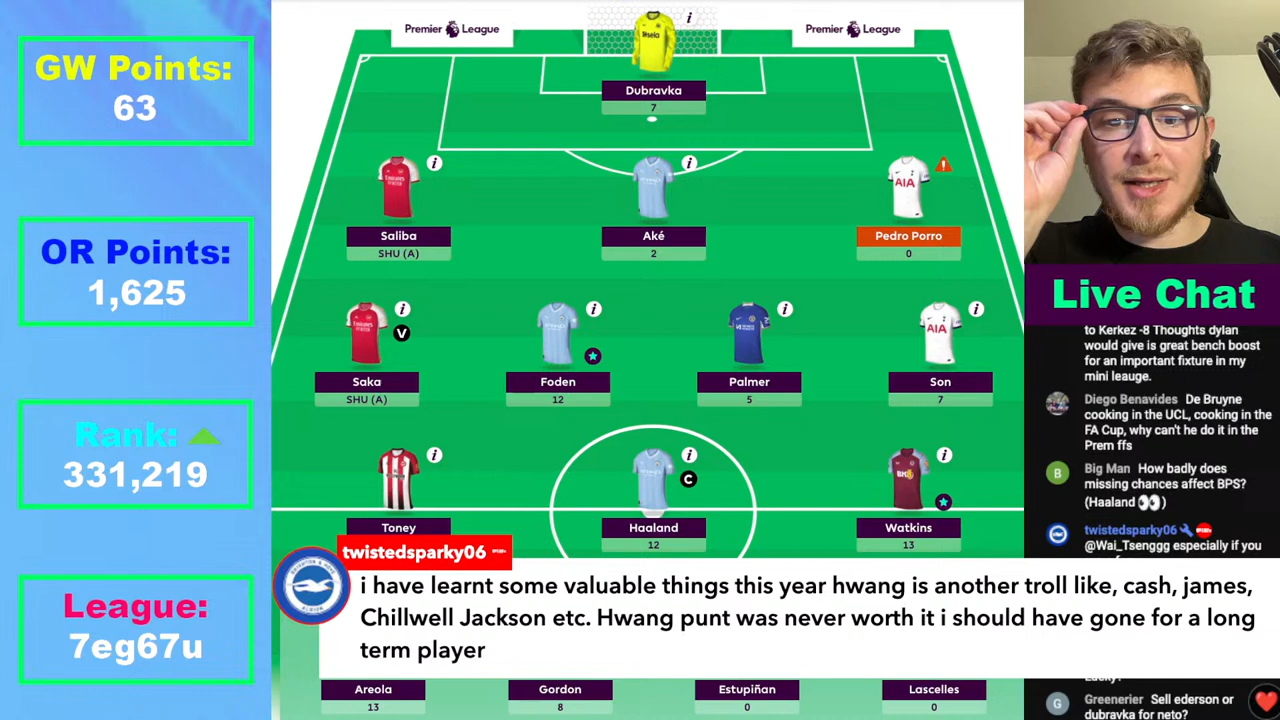 GW Points:
63
OR Points:
1,625
Rank:
331,219
League:
7eg67u
Premier League
Premier League
sela
Dubravka
7
Saliba
SHU (A)
Aké
2
AIA
Pedro Porro
0
V
Saka
SHU (A)
Foden
12
Palmer
5
AIA
Son
7
Toney
C
Haaland
12
Watkins
13
twistedsparky06
i have learnt some valuable things this year hwang is another troll like, cash, james,
Chillwell Jackson etc. Hwang punt was never worth it i should have gone for a long
term player
Areola
13
Gordon
8
Estupiñan
0
Lascelles
0
Live Chat
to Kerkez -8 Thoughts dylan
would give is great bench boost
for an important fixture in my
mini leauge.
Diego Benavides De Bruyne
cooking in the UCL, cooking in the
FA Cup, why can't he do it in the
Prem ffs
B
Big Man How badly does
missing chances affect BPS?
(Haaland 👀)
twistedsparky06
@Wai_Tsenggg especially if you
G
Greenerier Sell ederson or
dubravka for neto?